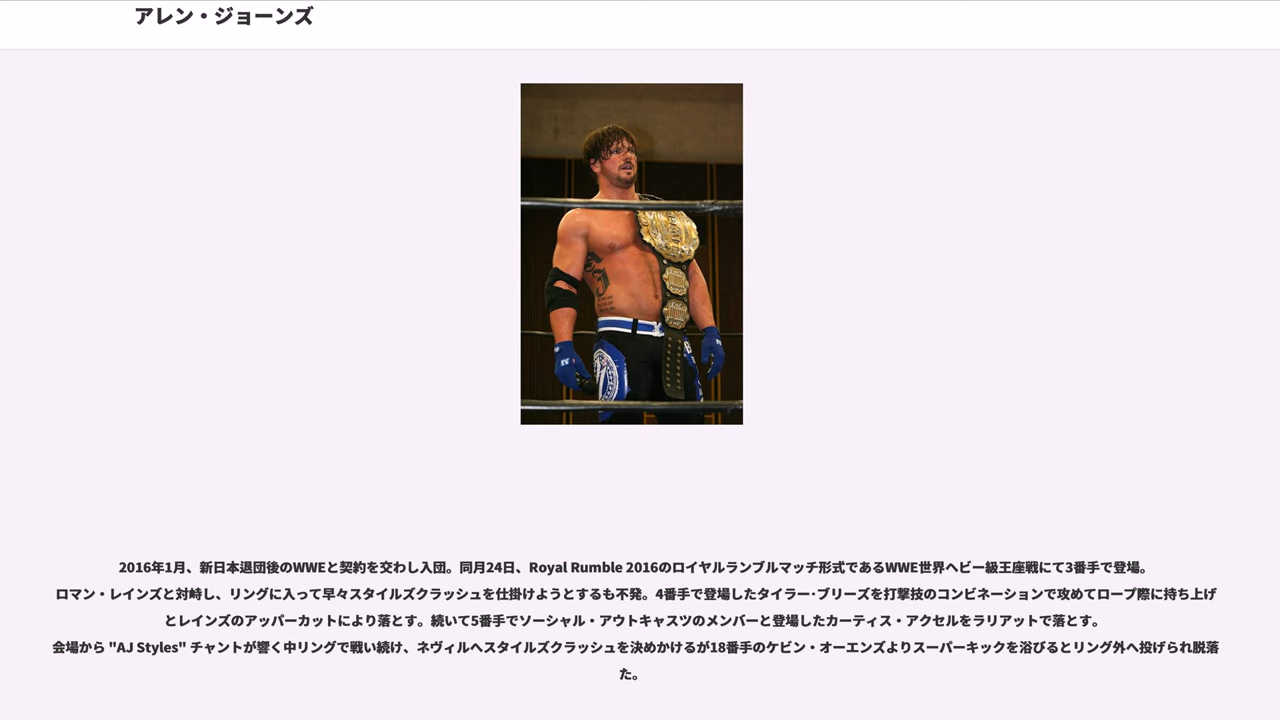 アレン・ジョーンズ
2016年1月、新日本退団後のWWEと契約を交わし入団。同月24日、Royal Rumble 2016のロイヤルランブルマッチ形式であるWWE世界ヘビー級王座戦にて3番手で登場。
ロマン・レインズと対峙し、リングに入って早々スタイルズクラッシュを仕掛けようとするも不発。4番手で登場したタイラー･ブリーズを打撃技のコンビネーションで攻めてロープ際に持ち上げ
とレインズのアッパーカットにより落とす。続いて5番手でソーシャル・アウトキャスツのメンバーと登場したカーティス・アクセルをラリアットで落とす。
会場から "AJ Styles" チャントが響く中リングで戦い続け、ネヴィルへスタイルズクラッシュを決めかけるが18番手のケビン・オーエンズよりスーパーキックを浴びるとリング外へ投げられ脱落
た。